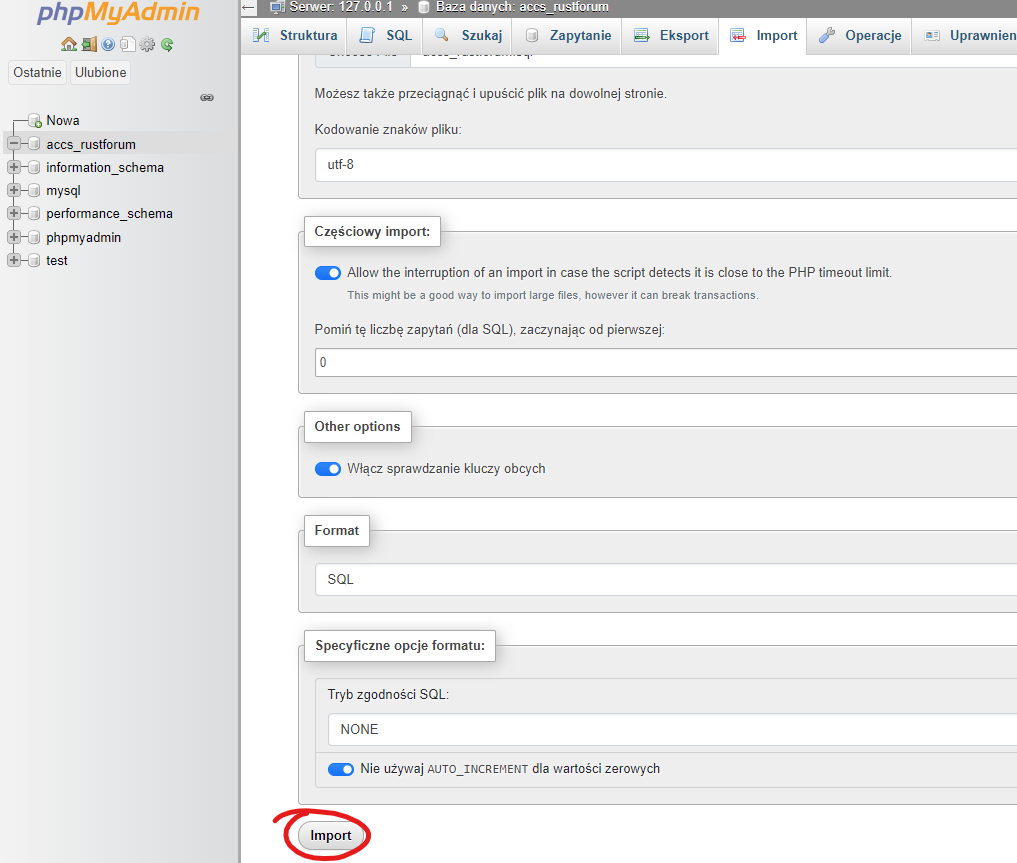 phpMyAdmin
Serwer: 127.0.0.1 » Baza danych: accs_rustforum
Struktura SQL Szukaj Zapytanie Eksport Import Operacje Uprawnien
Ostatnie Ulubione
Nowa
accs_rustforum
information_schema
mysql
performance_schema
phpmyadmin
test
Możesz także przeciągnąć i upuścić plik na dowolnej stronie.
Kodowanie znaków pliku:
utf-8
Częściowy import:
Allow the interruption of an import in case the script detects it is close to the PHP timeout limit.
This might be a good way to import large files, however it can break transactions.
Pomiń tę liczbę zapytań (dla SQL), zaczynając od pierwszej:
0
Other options
Włącz sprawdzanie kluczy obcych
Format
SQL
Specyficzne opcje formatu:
Tryb zgodności SQL:
NONE
Nie używaj AUTO_INCREMENT dla wartości zerowych
Import